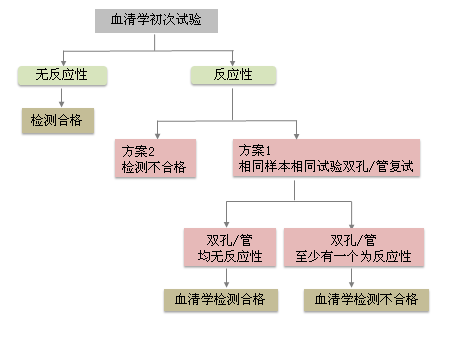 血清学初次试验
无反应性
反应性
检测合格
方案2
检测不合格
方案1
相同样本相同试验双孔/管复试
双孔/管
均无反应性
双孔/管
至少有一个为反应性
血清学检测合格
血清学检测不合格